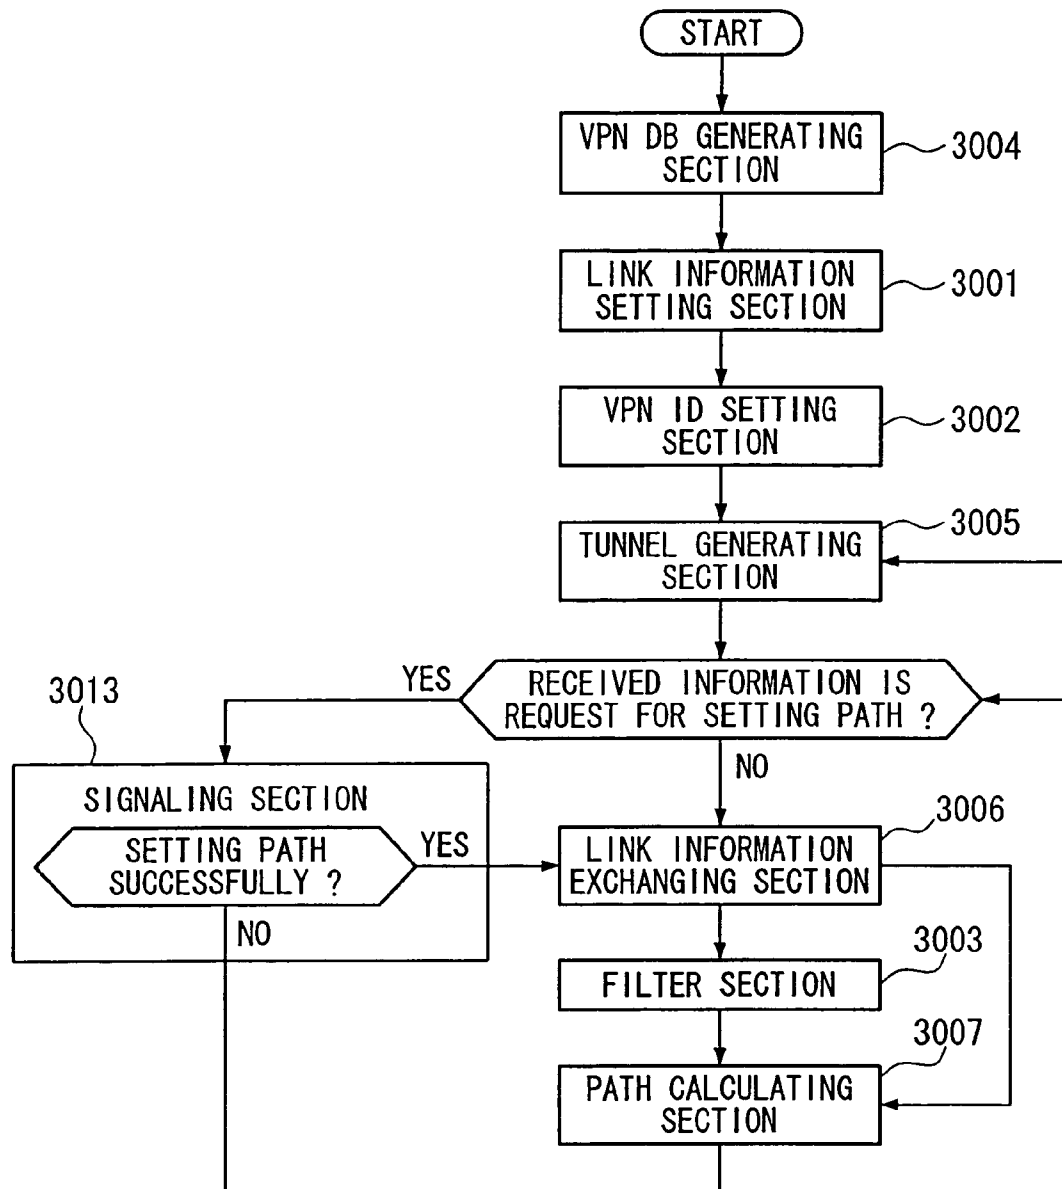 START
VPN DB GENERATING
SECTION
3004
LINK INFORMATION
SETTING SECTION
3001
VPN ID SETTING
SECTION
3002
TUNNEL GENERATING
SECTION
3005
RECEIVED INFORMATION IS
REQUEST FOR SETTING PATH ?
YES
NO
3013
SIGNALING SECTION
SETTING PATH
SUCCESSFULLY ?
YES
NO
LINK INFORMATION
EXCHANGING SECTION
3006
FILTER SECTION
3003
PATH CALCULATING
SECTION
3007